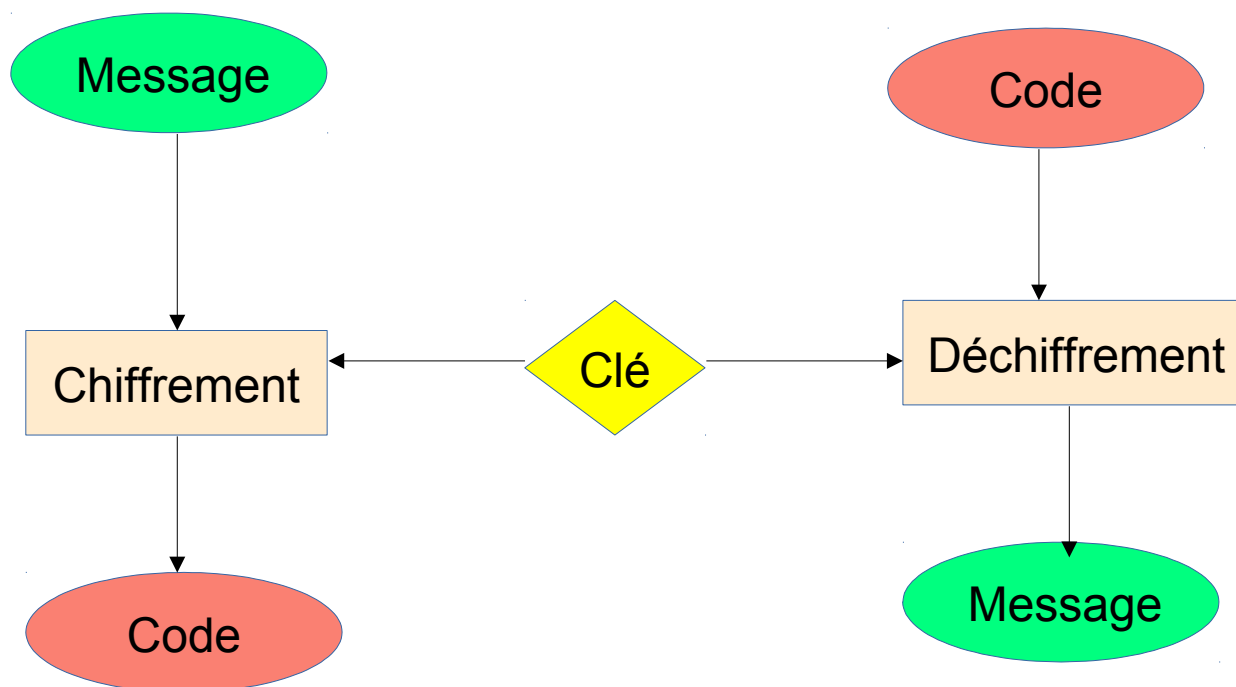 Message
Code
Chiffrement
Clé
Déchiffrement
Code
Message